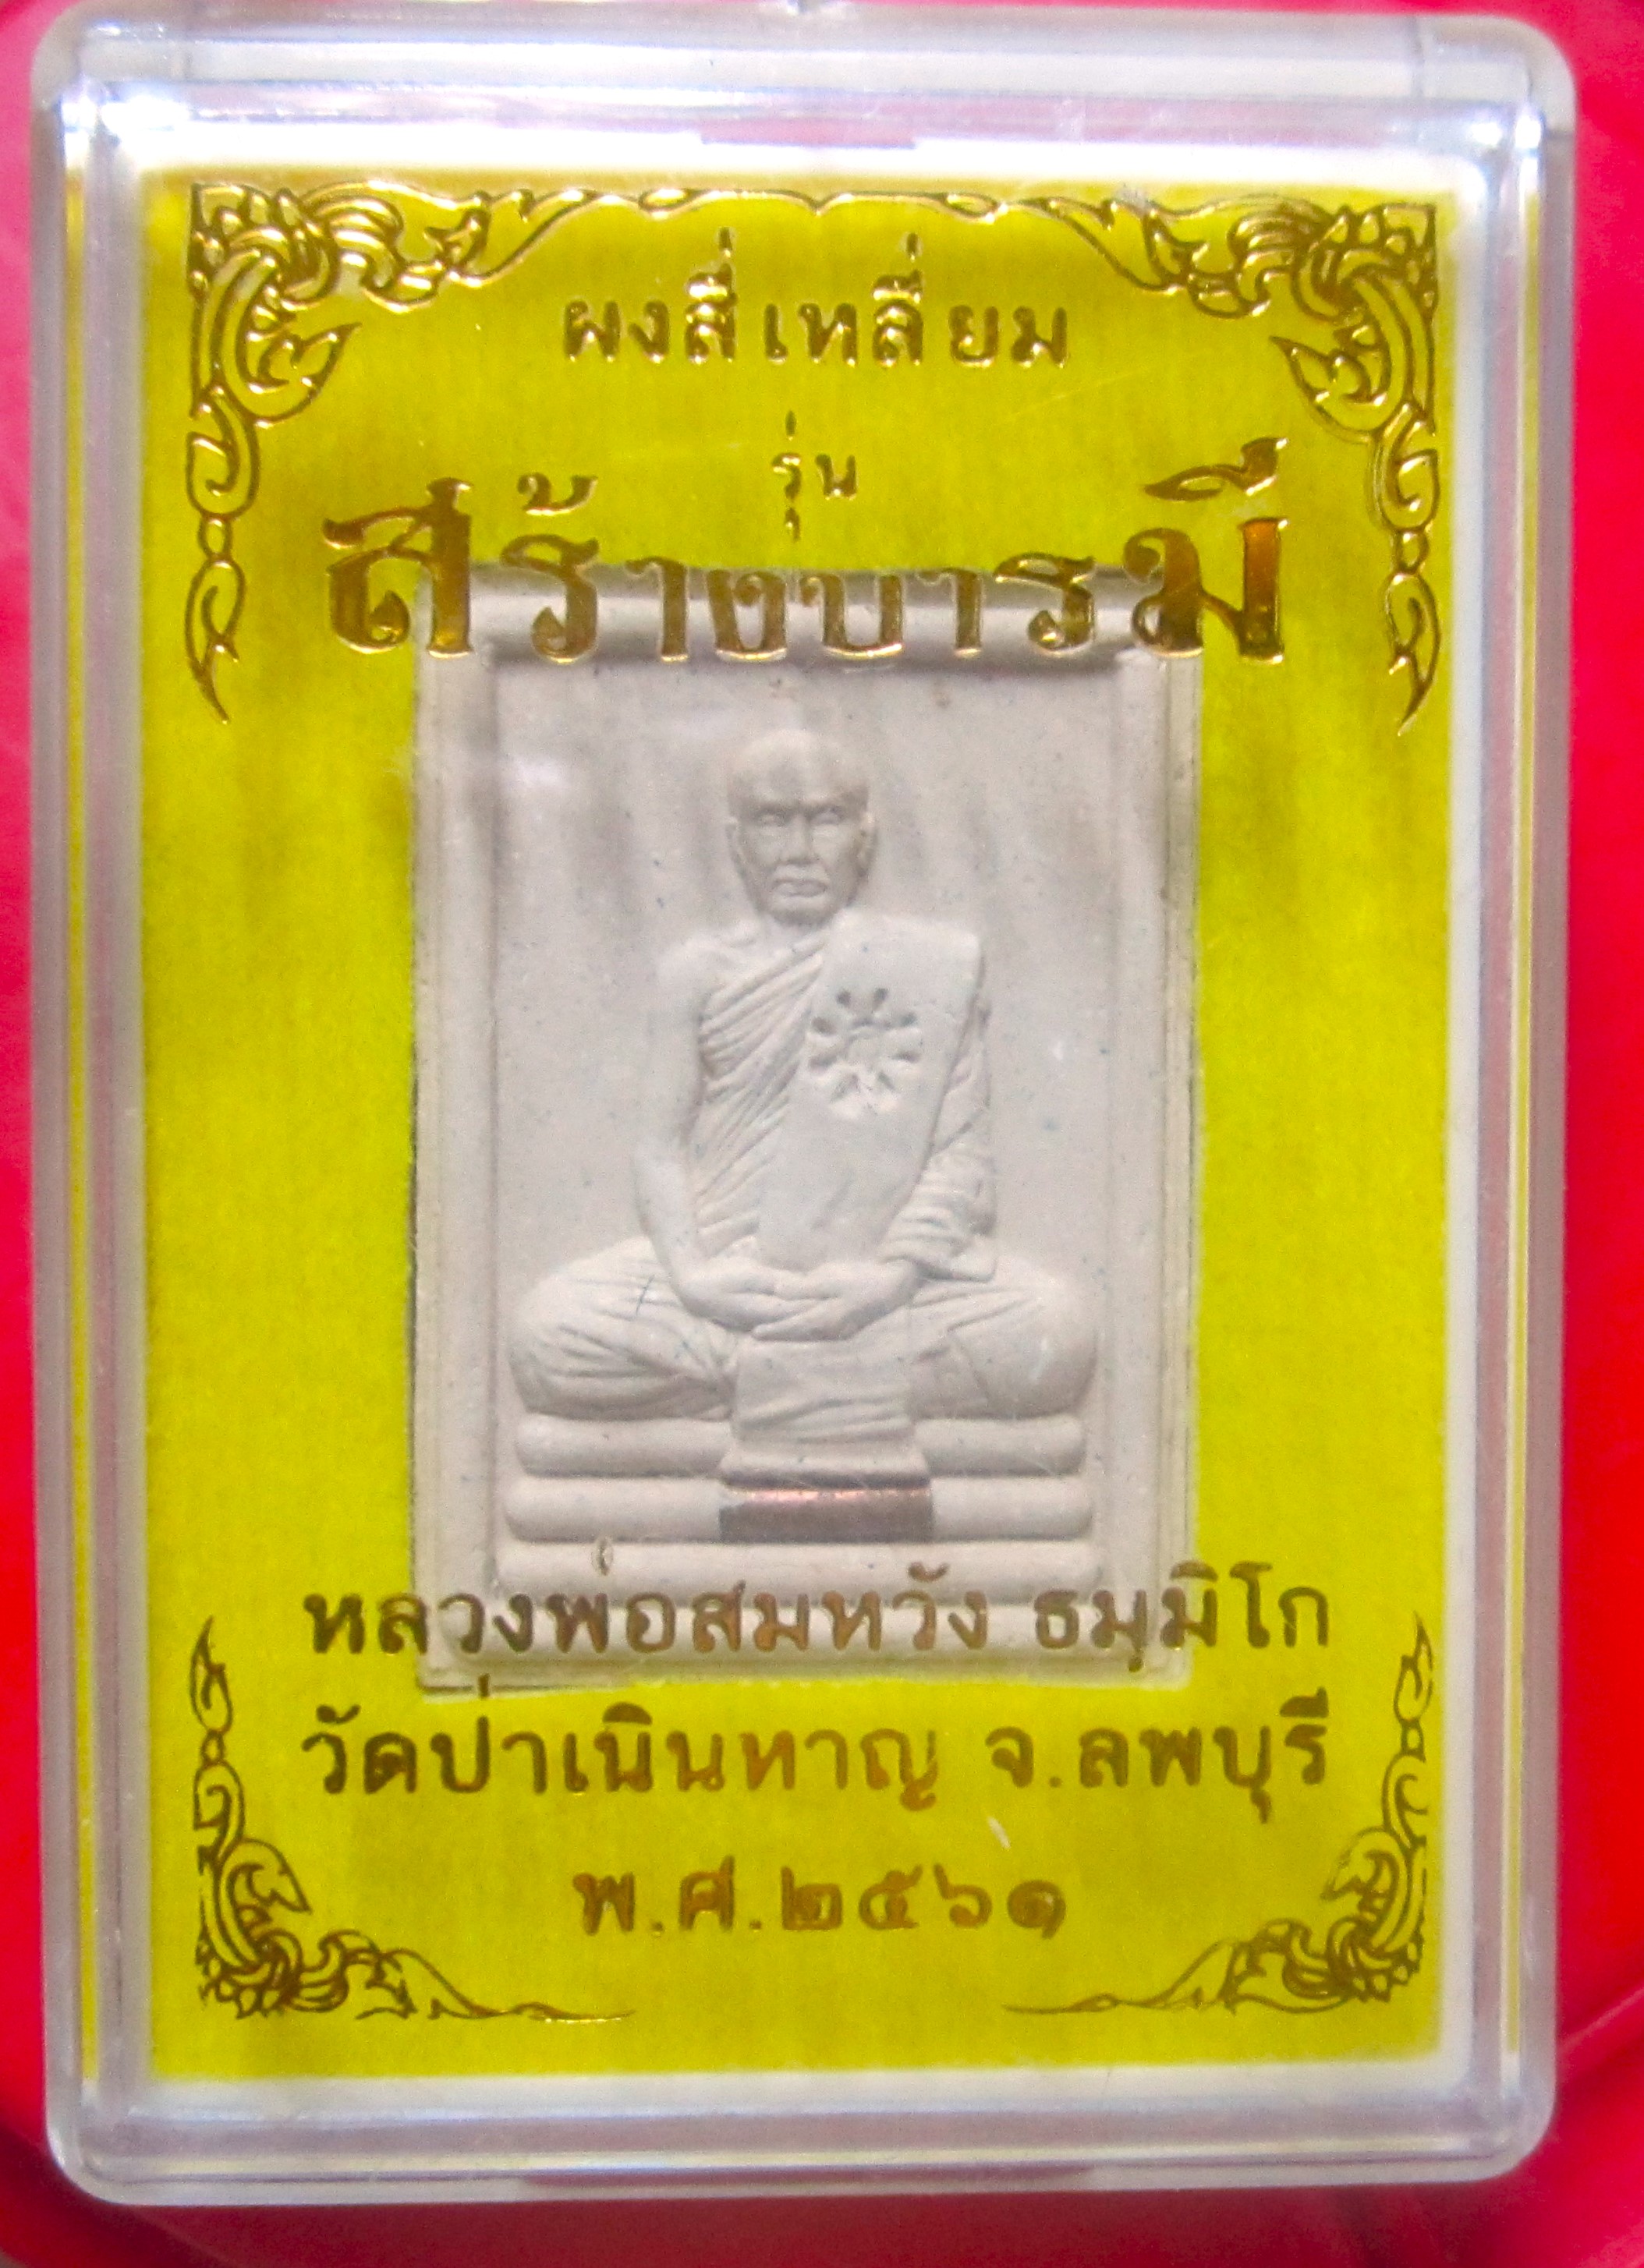 ผงสี่เหลี่ยม
รุ่น
สร้างบารมี
หลวงพ่อสมหวัง ธมฺมิโก
วัดป่าเนินทาญ จ.ลพบุรี
พ.ศ.๒๕๖๑